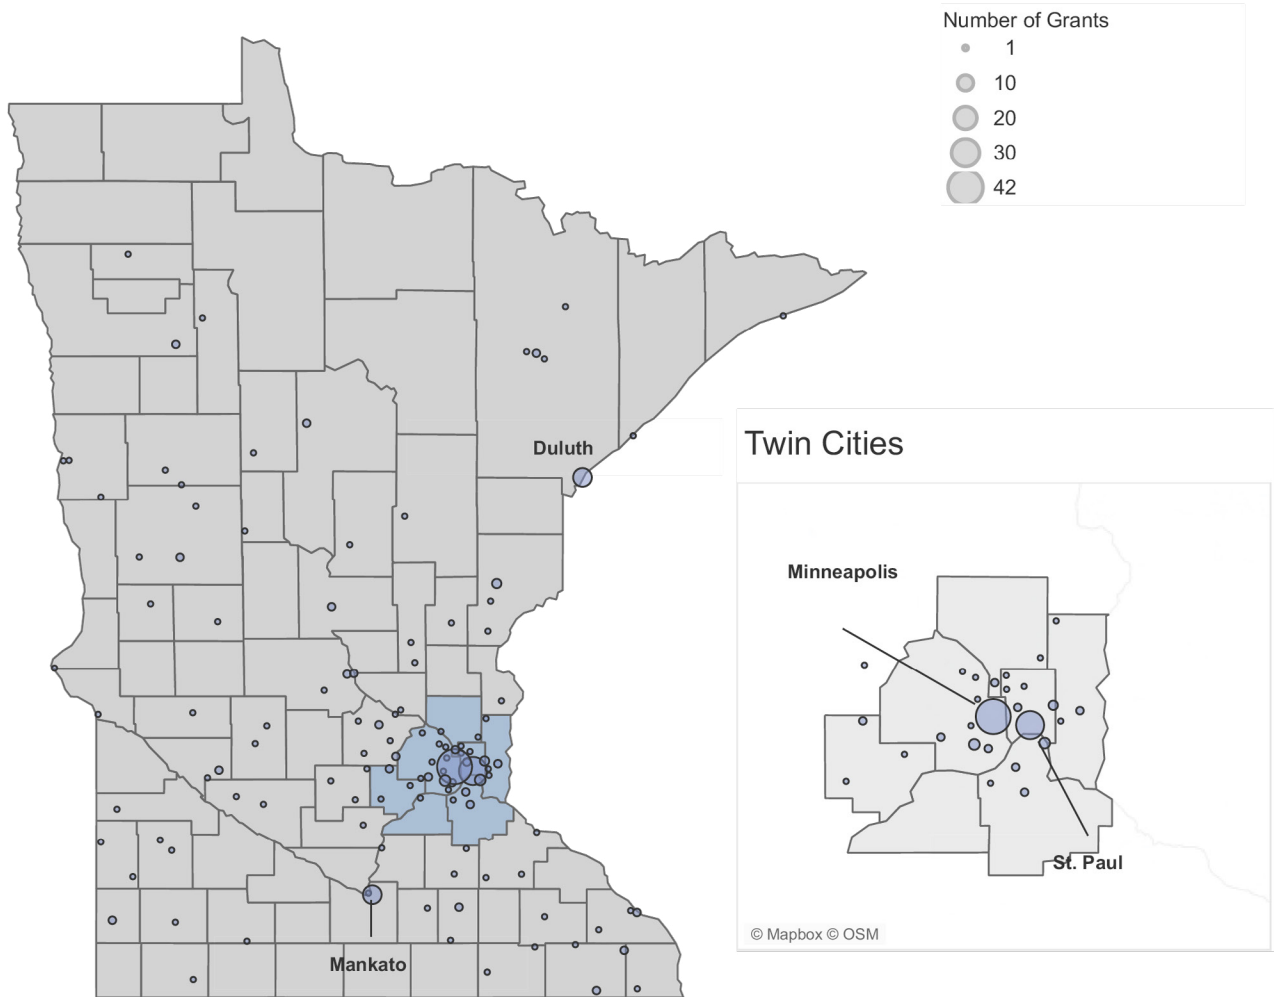 Number of Grants
1
10
20
30
42
Duluth
Twin Cities
Minneapolis
St. Paul
© Mapbox © OSM
Mankato